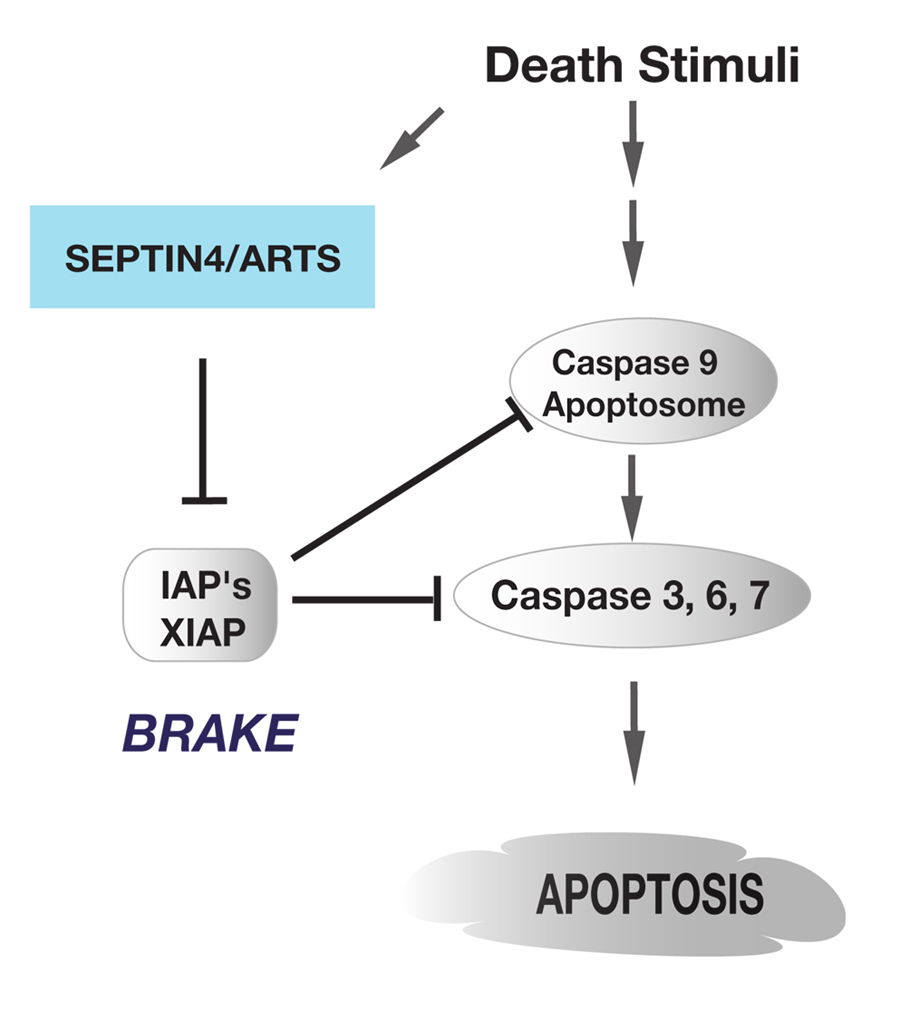 Death Stimuli
SEPTIN4/ARTS
Caspase 9
Apoptosome
IAP's
XIAP
Caspase 3, 6, 7
BRAKE
APOPTOSIS